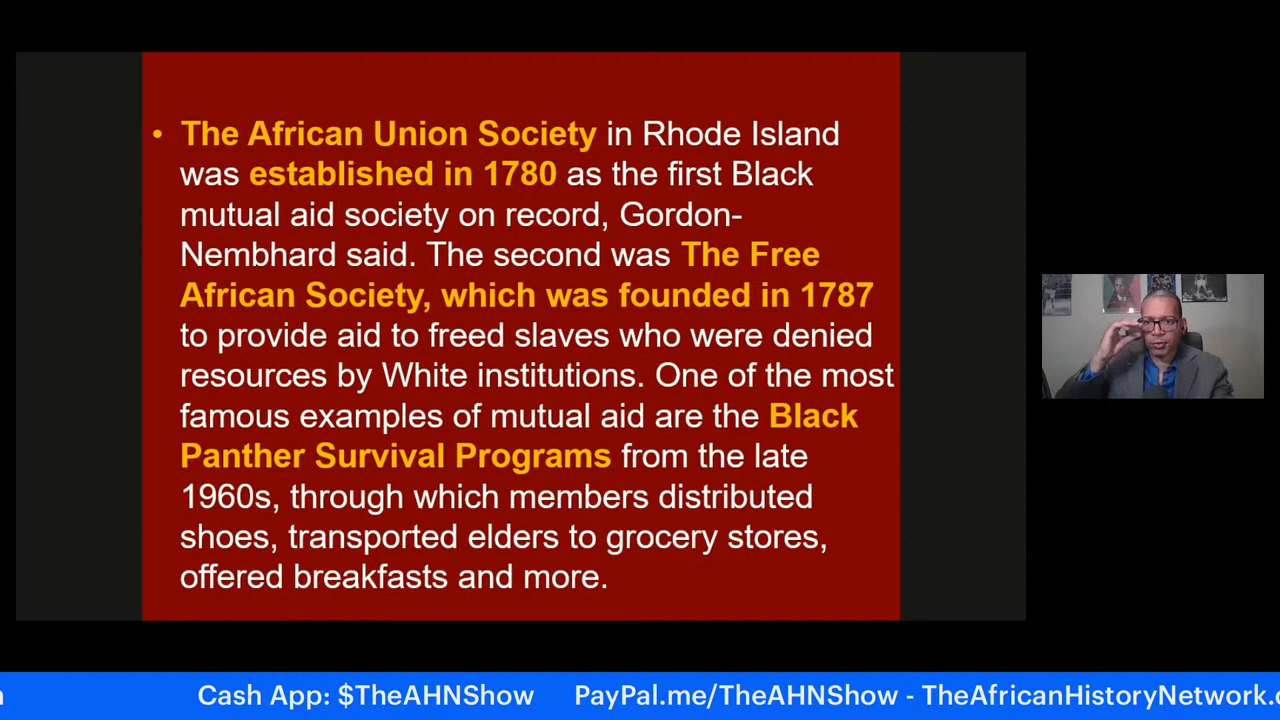 • The African Union Society in Rhode Island
was established in 1780 as the first Black
mutual aid society on record, Gordon-
Nembhard said. The second was The Free
African Society, which was founded in 1787
to provide aid to freed slaves who were denied
resources by White institutions. One of the most
famous examples of mutual aid are the Black
Panther Survival Programs from the late
1960s, through which members distributed
shoes, transported elders to grocery stores,
offered breakfasts and more.
Cash App: $TheAHNShow PayPal.me/TheAHNShow - TheAfricanHistoryNetwork.